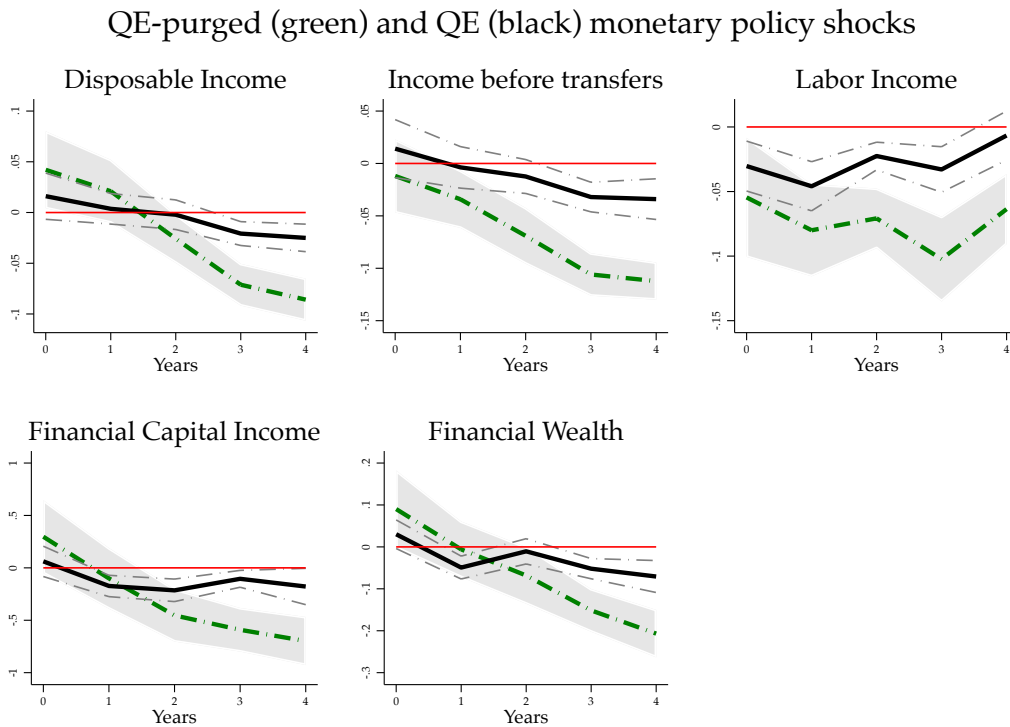 QE-purged (green) and QE (black) monetary policy shocks
Disposable Income
.1
.05
0
-.05
-.1
0 1 2 3 4
Years
Income before transfers
.05
0
-.05
-.1
-.15
0 1 2 3 4
Years
Labor Income
0
-.05
-.1
-.15
0 1 2 3 4
Years
Financial Capital Income
1
.5
0
-.5
-1
0 1 2 3 4
Years
Financial Wealth
.2
.1
0
-.1
-.2
-.3
0 1 2 3 4
Years